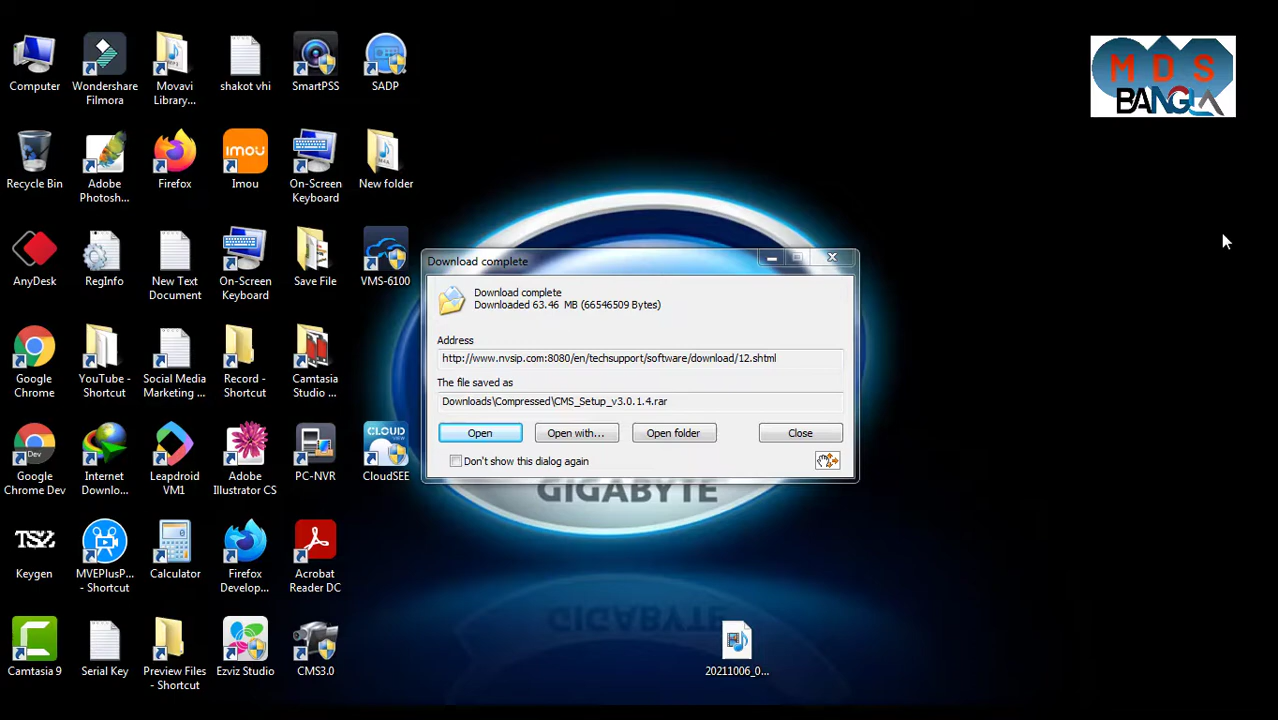 Computer
Wondershare
Filmora
Movavi
Library...
shakot vhi
SmartPSS
SADP
M D S
BANGLA
Recycle Bin
Adobe
Photosh...
Firefox
imou
Imou
On-Screen
Keyboard
New folder
AnyDesk
RegInfo
New Text
Document
On-Screen
Keyboard
Save File
VMS-6100
Google
Chrome
YouTube -
Shortcut
Social Media
Marketing ...
Record -
Shortcut
Camtasia
Studio ...
Dev
Google
Chrome Dev
Internet
Downlo...
Leapdroid
VM1
Adobe
Illustrator CS
PC-NVR
CLOUD
VIEW
CloudSEE
Keygen
MVEPlusP...
- Shortcut
Calculator
Firefox
Develop...
Acrobat
Reader DC
Camtasia 9
Serial Key
Preview Files
- Shortcut
Ezviz Studio
CMS3.0
Download complete
Download complete
Downloaded 63.46 MB (66546509 Bytes)
Address
http://www.nvsip.com:8080/en/techsupport/software/download/12.shtml
The file saved as
Downloads\Compressed\CMS_Setup_v3.0.1.4.rar
Open
Open with...
Open folder
Close
Don't show this dialog again
GIGABYTE
20211006_0...